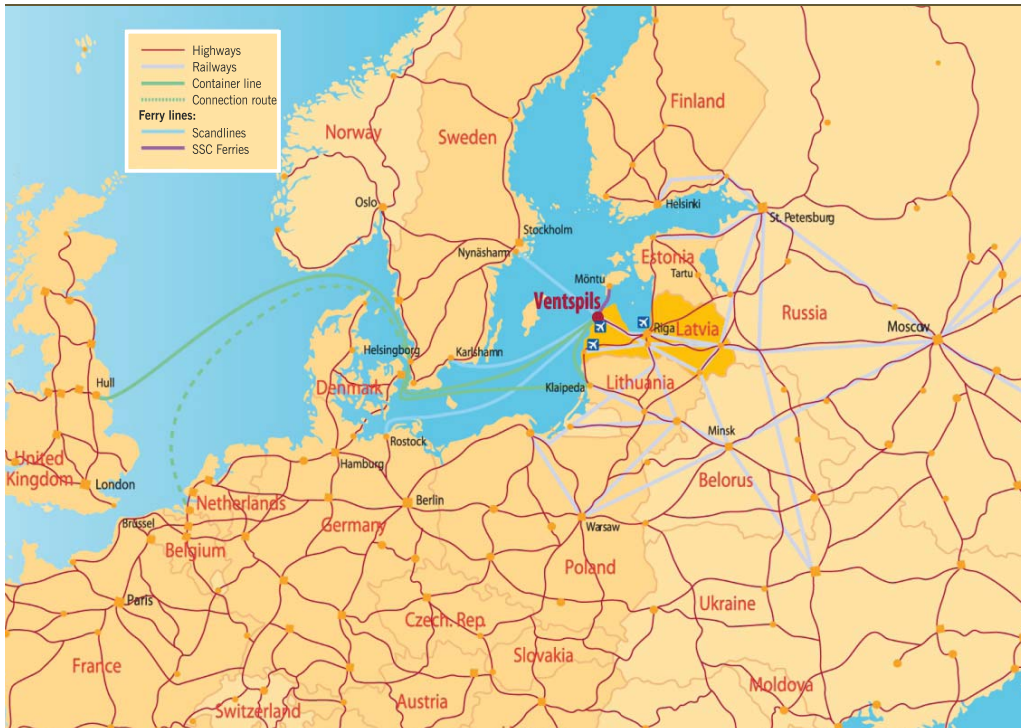 Highways
Railways
Container line
Connection route
Ferry lines:
Scandlines
SSC Ferries
Norway
Sweden
Finland
Oslo
Stockholm
Nynäshamn
Helsinki
St. Petersburg
Estonia
Tartu
Möntu
Ventspils
Riga
Latvia
Russia
Moscow
Helsingborg
Karlshamn
Denmark
Klaipeda
Lithuania
Hull
Minsk
Rostock
Hamburg
United
Kingdom
London
Netherlands
Berlin
Belorus
Brüssel
Germany
Warsaw
Belgium
Poland
Paris
Ukraine
Czech. Rep.
France
Slovakia
Moldova
Austria
Switzerland